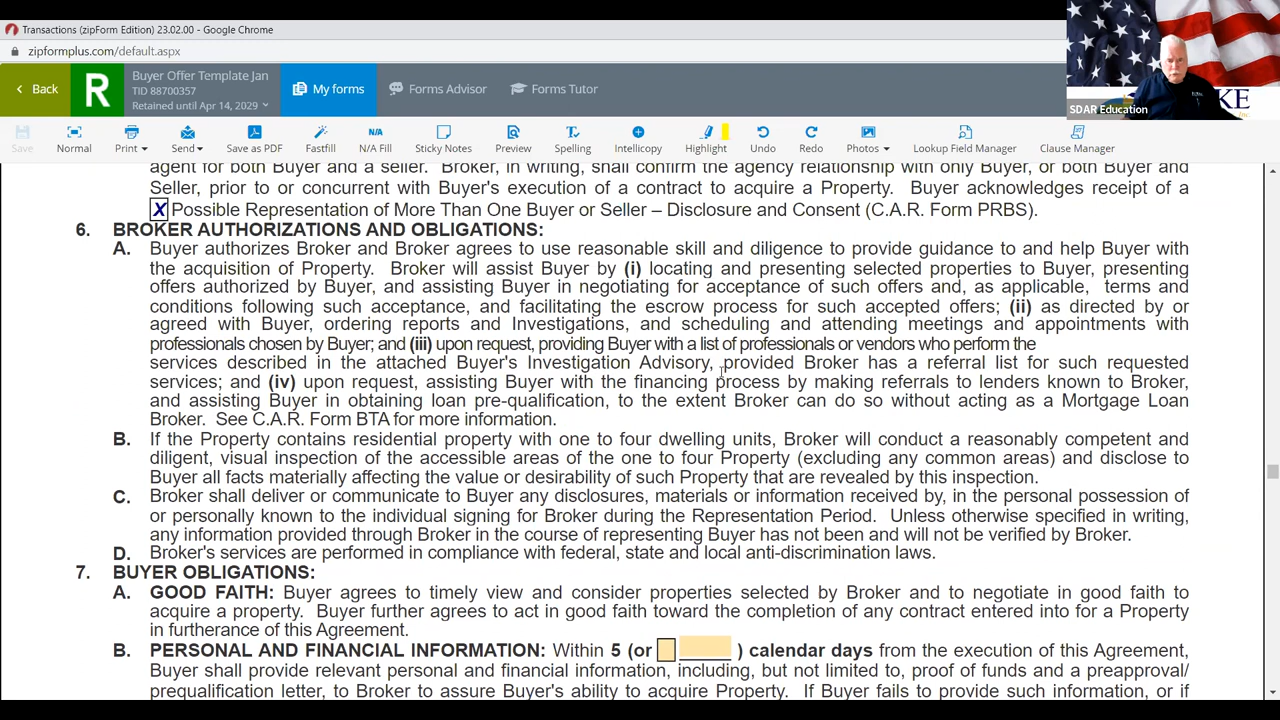 Transactions (zipForm Edition) 23.02.00 - Google Chrome
zipformplus.com/default.aspx
Back
R
Buyer Offer Template Jan
TID 88700357
Retained until Apr 14, 2029
My forms
Forms Advisor
Forms Tutor
SDAR Education
KE
Save
Normal
Print
Send
Save as PDF
Fastfill
N/A
N/A Fill
Sticky Notes
Preview
Spelling
Intellicopy
Highlight
Undo
Redo
Photos
Lookup Field Manager
Clause Manager
agent for both Buyer and a seller. Broker, in writing, shall confirm the agency relationship with only Buyer, or both Buyer and
Seller, prior to or concurrent with Buyer's execution of a contract to acquire a Property. Buyer acknowledges receipt of a
X Possible Representation of More Than One Buyer or Seller – Disclosure and Consent (C.A.R. Form PRBS).
6. BROKER AUTHORIZATIONS AND OBLIGATIONS:
A. Buyer authorizes Broker and Broker agrees to use reasonable skill and diligence to provide guidance to and help Buyer with
the acquisition of Property. Broker will assist Buyer by (i) locating and presenting selected properties to Buyer, presenting
offers authorized by Buyer, and assisting Buyer in negotiating for acceptance of such offers and, as applicable, terms and
conditions following such acceptance, and facilitating the escrow process for such accepted offers; (ii) as directed by or
agreed with Buyer, ordering reports and Investigations, and scheduling and attending meetings and appointments with
professionals chosen by Buyer; and (iii) upon request, providing Buyer with a list of professionals or vendors who perform the
services described in the attached Buyer's Investigation Advisory, provided Broker has a referral list for such requested
services; and (iv) upon request, assisting Buyer with the financing process by making referrals to lenders known to Broker,
and assisting Buyer in obtaining loan pre-qualification, to the extent Broker can do so without acting as a Mortgage Loan
Broker. See C.A.R. Form BTA for more information.
B. If the Property contains residential property with one to four dwelling units, Broker will conduct a reasonably competent and
diligent, visual inspection of the accessible areas of the one to four Property (excluding any common areas) and disclose to
Buyer all facts materially affecting the value or desirability of such Property that are revealed by this inspection.
C. Broker shall deliver or communicate to Buyer any disclosures, materials or information received by, in the personal possession of
or personally known to the individual signing for Broker during the Representation Period. Unless otherwise specified in writing,
any information provided through Broker in the course of representing Buyer has not been and will not be verified by Broker.
D. Broker's services are performed in compliance with federal, state and local anti-discrimination laws.
7. BUYER OBLIGATIONS:
A. GOOD FAITH: Buyer agrees to timely view and consider properties selected by Broker and to negotiate in good faith to
acquire a property. Buyer further agrees to act in good faith toward the completion of any contract entered into for a Property
in furtherance of this Agreement.
B. PERSONAL AND FINANCIAL INFORMATION: Within 5 (or ) calendar days from the execution of this Agreement,
Buyer shall provide relevant personal and financial information, including, but not limited to, proof of funds and a preapproval/
prequalification letter, to Broker to assure Buyer's ability to acquire Property. If Buyer fails to provide such information, or if